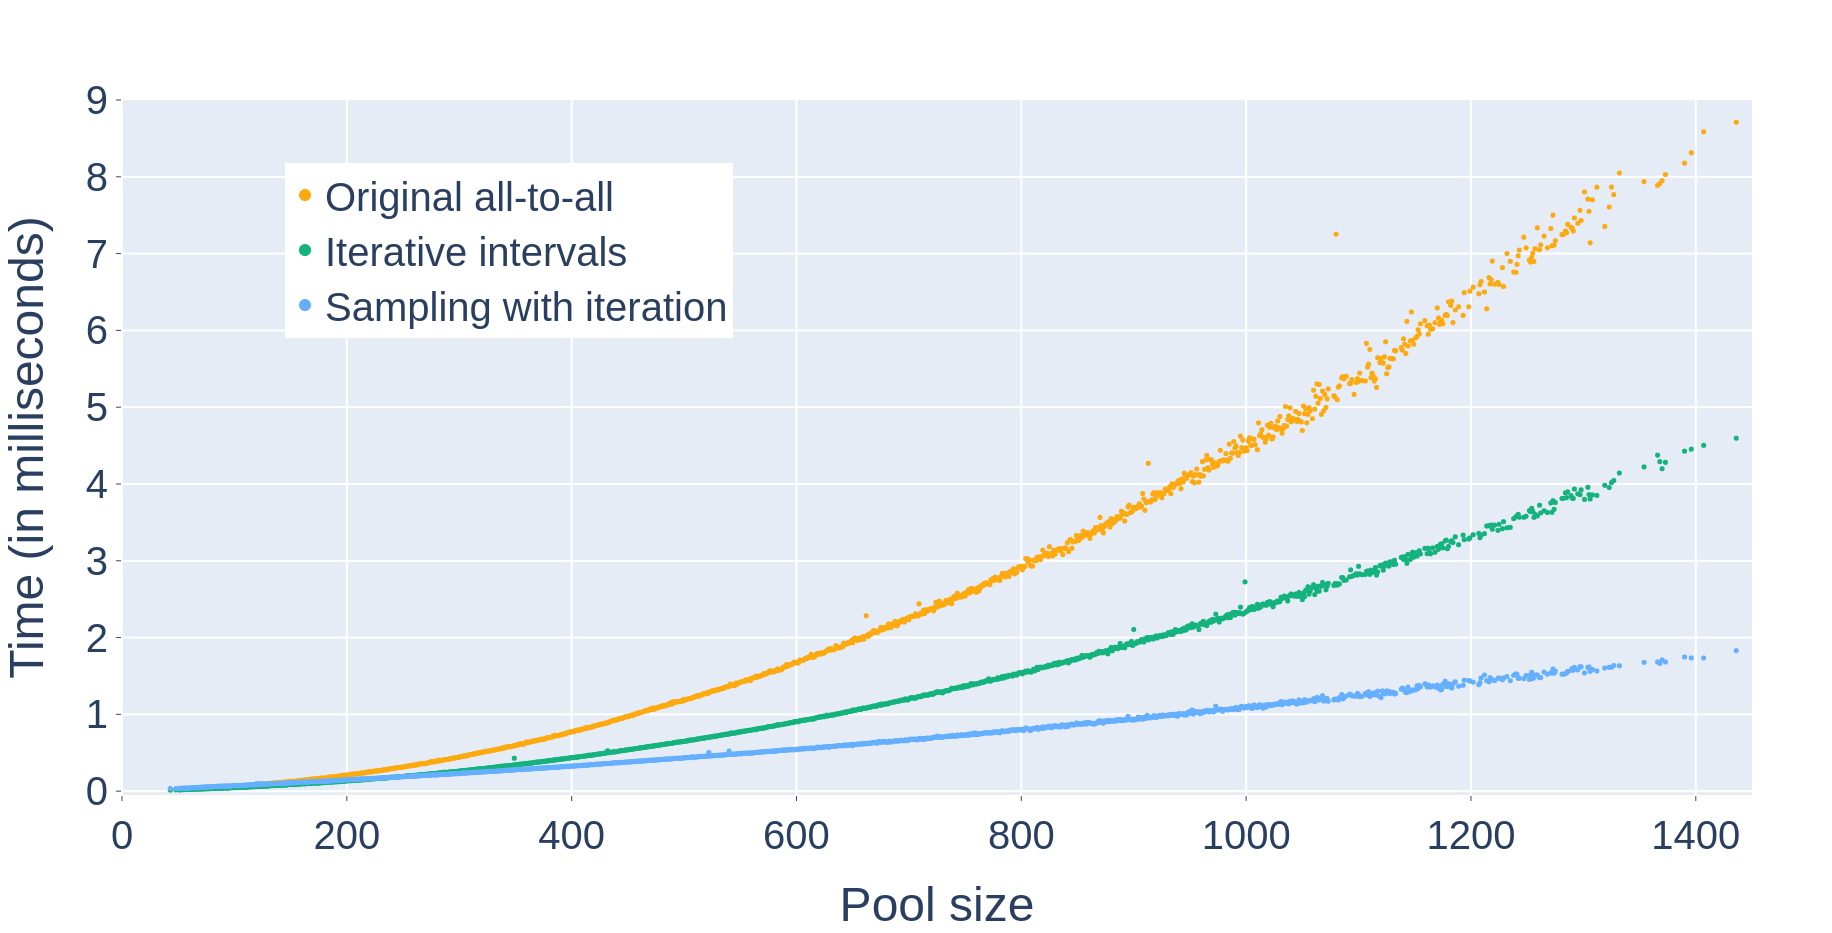 9
8
7
6
5
4
3
2
1
0
Time (in milliseconds)
Original all-to-all
Iterative intervals
Sampling with iteration
0 200 400 600 800 1000 1200 1400
Pool size